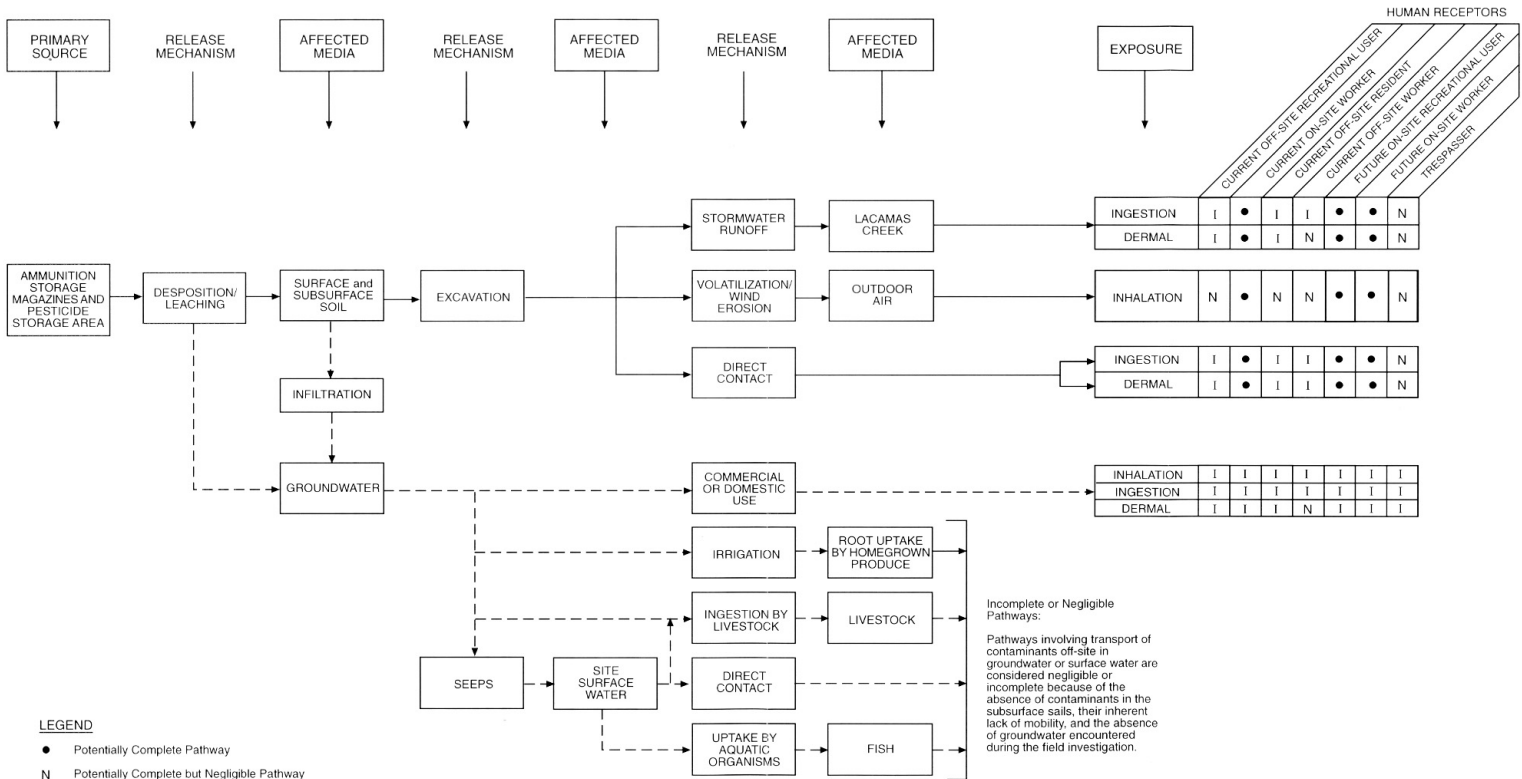 HUMAN RECEPTORS
PRIMARY
SOURCE
RELEASE
MECHANISM
AFFECTED
MEDIA
RELEASE
MECHANISM
AFFECTED
MEDIA
RELEASE
MECHANISM
AFFECTED
MEDIA
EXPOSURE
CURRENT OFF-SITE RECREATIONAL USER
CURRENT ON-SITE WORKER
CURRENT OFF-SITE RESIDENT
CURRENT OFF-SITE WORKER
FUTURE ON-SITE RECREATIONAL USER
FUTURE ON-SITE WORKER
TRESPASSER
AMMUNITION
STORAGE
MAGAZINES AND
PESTICIDE
STORAGE AREA
DESPOSITION/
LEACHING
SURFACE and
SUBSURFACE
SOIL
EXCAVATION
STORMWATER
RUNOFF
LACAMAS
CREEK
INGESTION I ● I I ● ● N
DERMAL I ● I N ● ● N
VOLATILIZATION/
WIND
EROSION
OUTDOOR
AIR
INHALATION N ● N N ● ● N
DIRECT
CONTACT
INGESTION I ● I I ● ● N
DERMAL I ● I I ● ● N
INFILTRATION
GROUNDWATER
COMMERCIAL
OR DOMESTIC
USE
INHALATION I I I I I I I
INGESTION I I I I I I I
DERMAL I I I N I I I
IRRIGATION
ROOT UPTAKE
BY HOMEGROWN
PRODUCE
INGESTION BY
LIVESTOCK
LIVESTOCK
SEEPS
SITE
SURFACE
WATER
DIRECT
CONTACT
UPTAKE BY
AQUATIC
ORGANISMS
FISH
Incomplete or Negligible
Pathways:
Pathways involving transport of
contaminants off-site in
groundwater or surface water are
considered negligible or
incomplete because of the
absence of contaminants in the
subsurface sails, their inherent
lack of mobility, and the absence
of groundwater encountered
during the field investigation.
LEGEND
● Potentially Complete Pathway
N Potentially Complete but Negligible Pathway